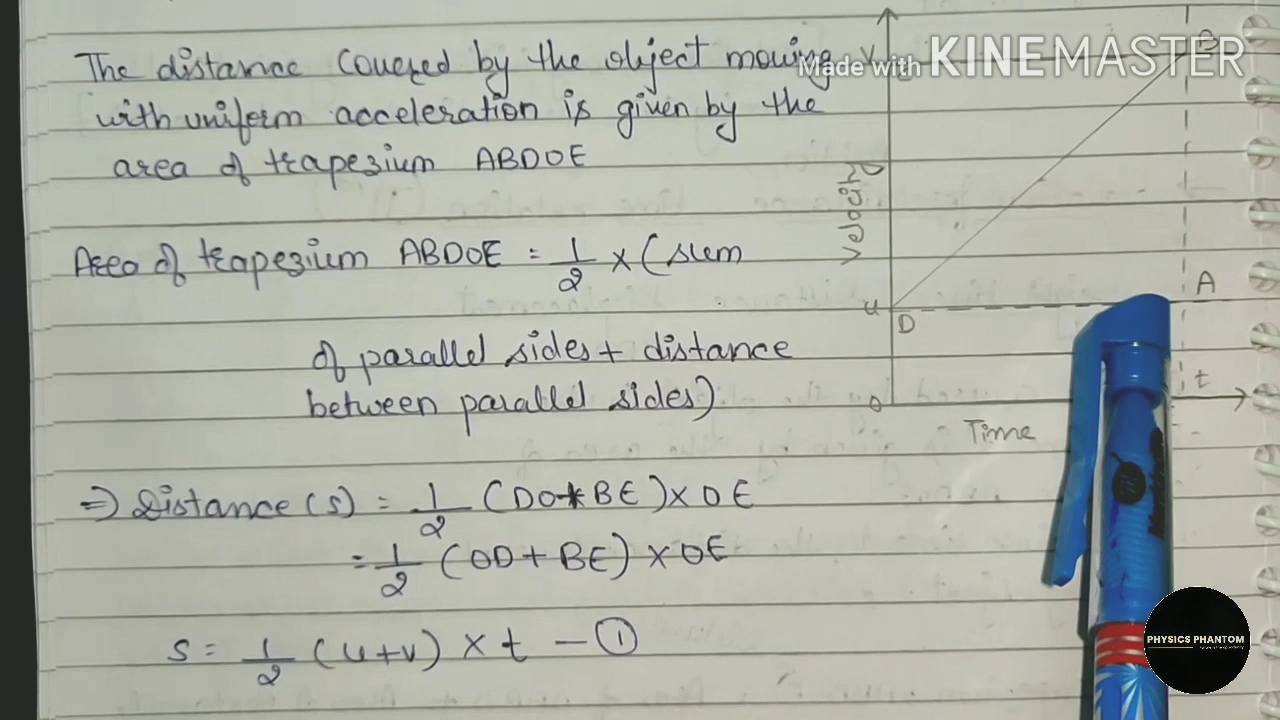 The distance covered by the object moving
with uniform acceleration is given by the
area of trapezium ABDOE
Area of trapezium ABDOE = 1/2 × (sum
of parallel sides + distance
between parallel sides)
=) Distance (s) = 1/2 (DO+BE) × OE
= 1/2 (OD + BE) × OE
s = 1/2 (u+v) × t - ①
Made with KINEMASTER
V
B
Velocity
u
D
A
O
t
Time
PHYSICS PHANTOM